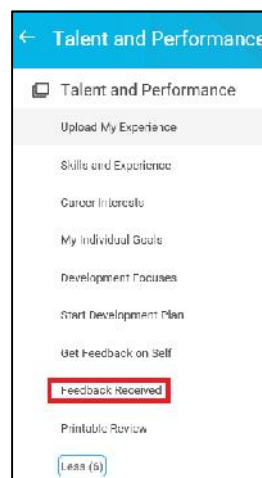 ← Talent and Performance
Talent and Performance
Upload My Experience
Skills and Experience
Career Interests
My Individual Goals
Development Focuses
Start Development Plan
Get Feedback on Self
Feedback Received
Printable Review
Less (6)